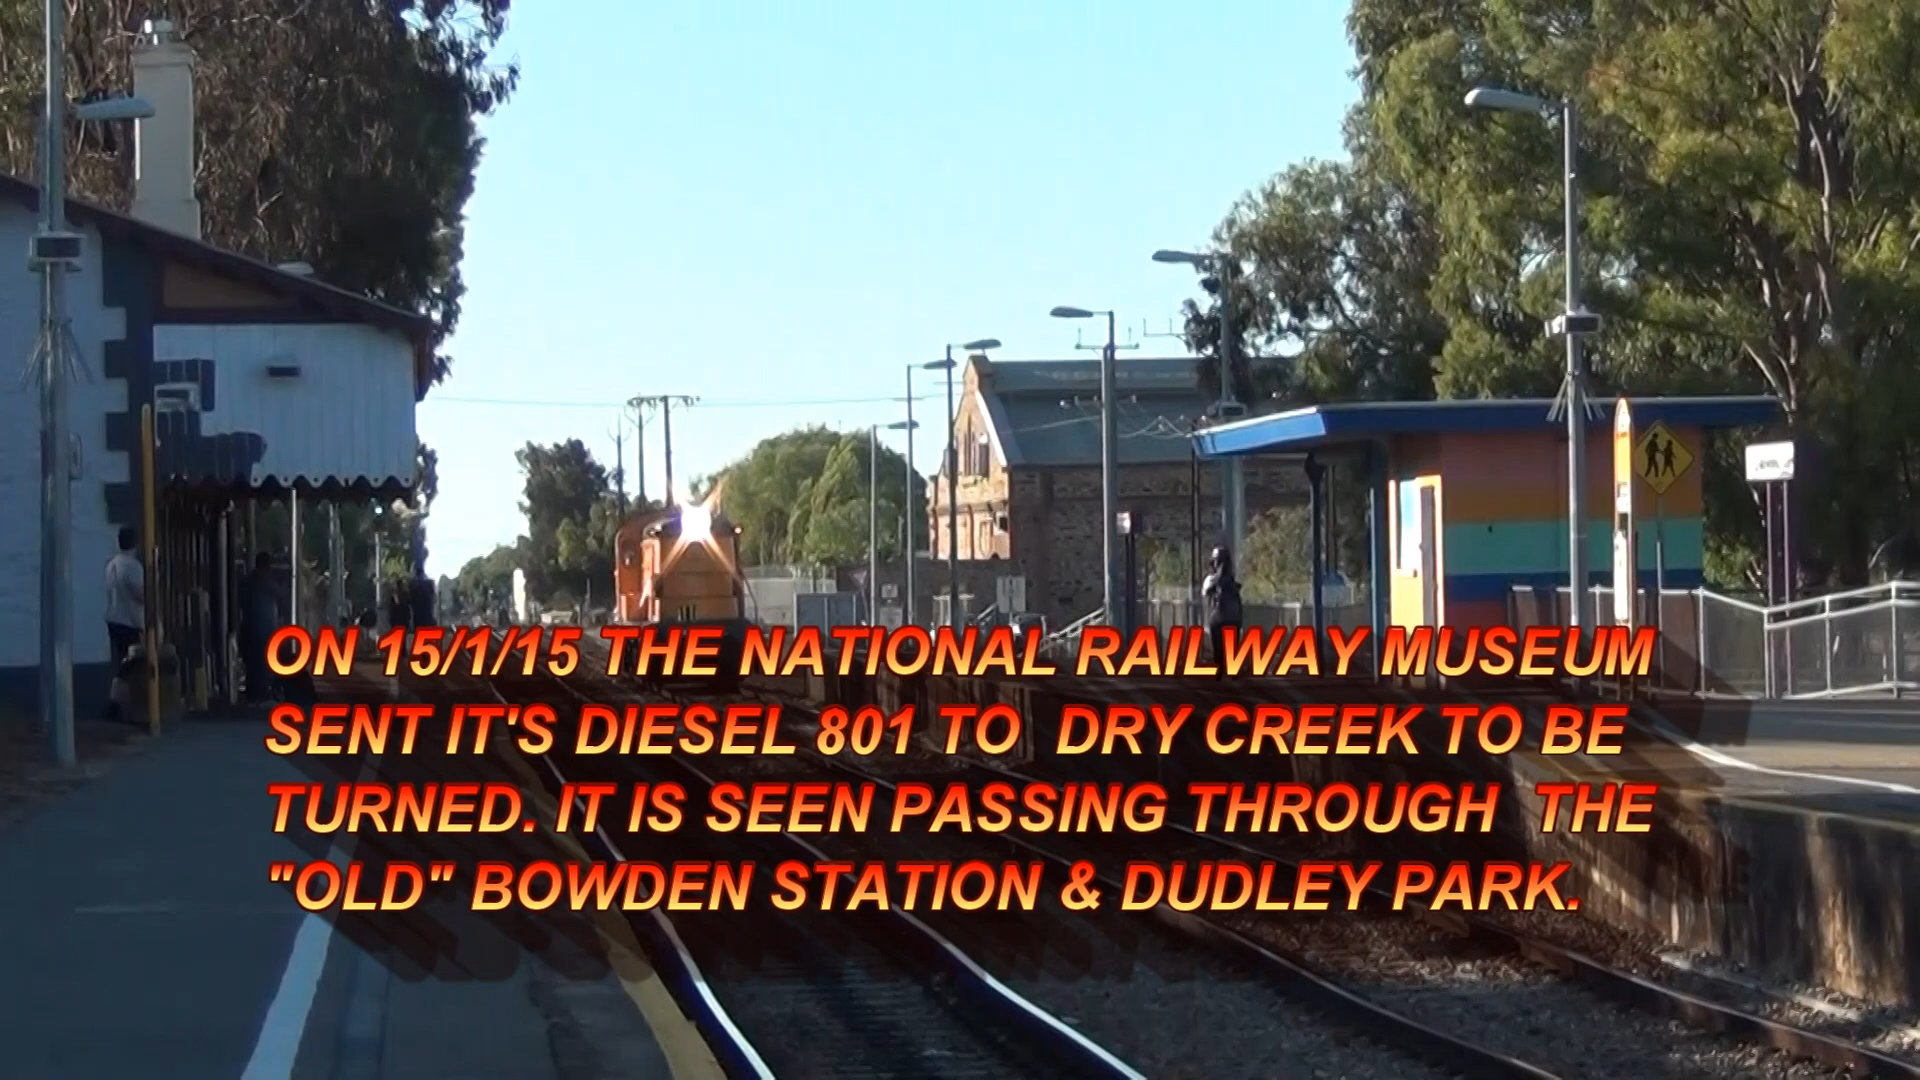 ON 15/1/15 THE NATIONAL RAILWAY MUSEUM
SENT IT'S DIESEL 801 TO DRY CREEK TO BE
TURNED. IT IS SEEN PASSING THROUGH THE
"OLD" BOWDEN STATION & DUDLEY PARK.